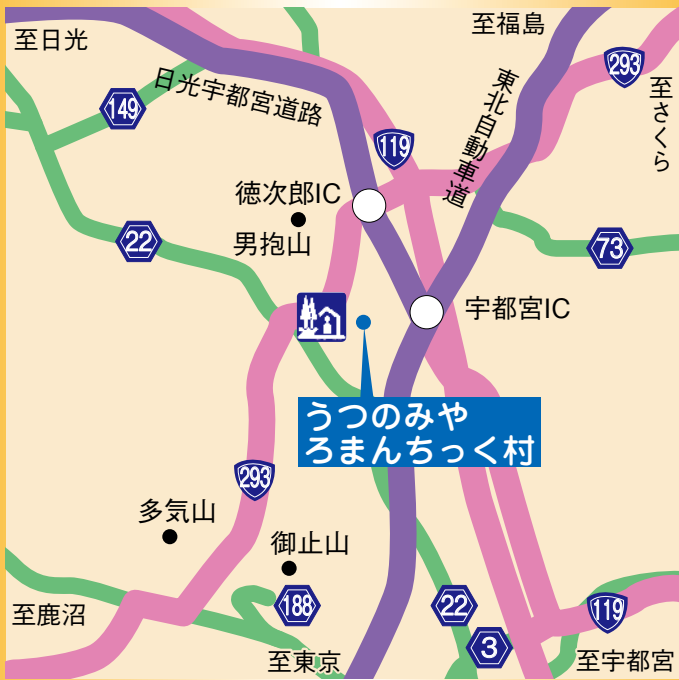 至日光
至福島
293
至さくら
149
日光宇都宮道路
東北自動車道
119
徳次郎IC
男抱山
22
73
宇都宮IC
うつのみや
ろまんちっく村
293
多気山
御止山
188
22
119
至鹿沼
3
至東京
至宇都宮